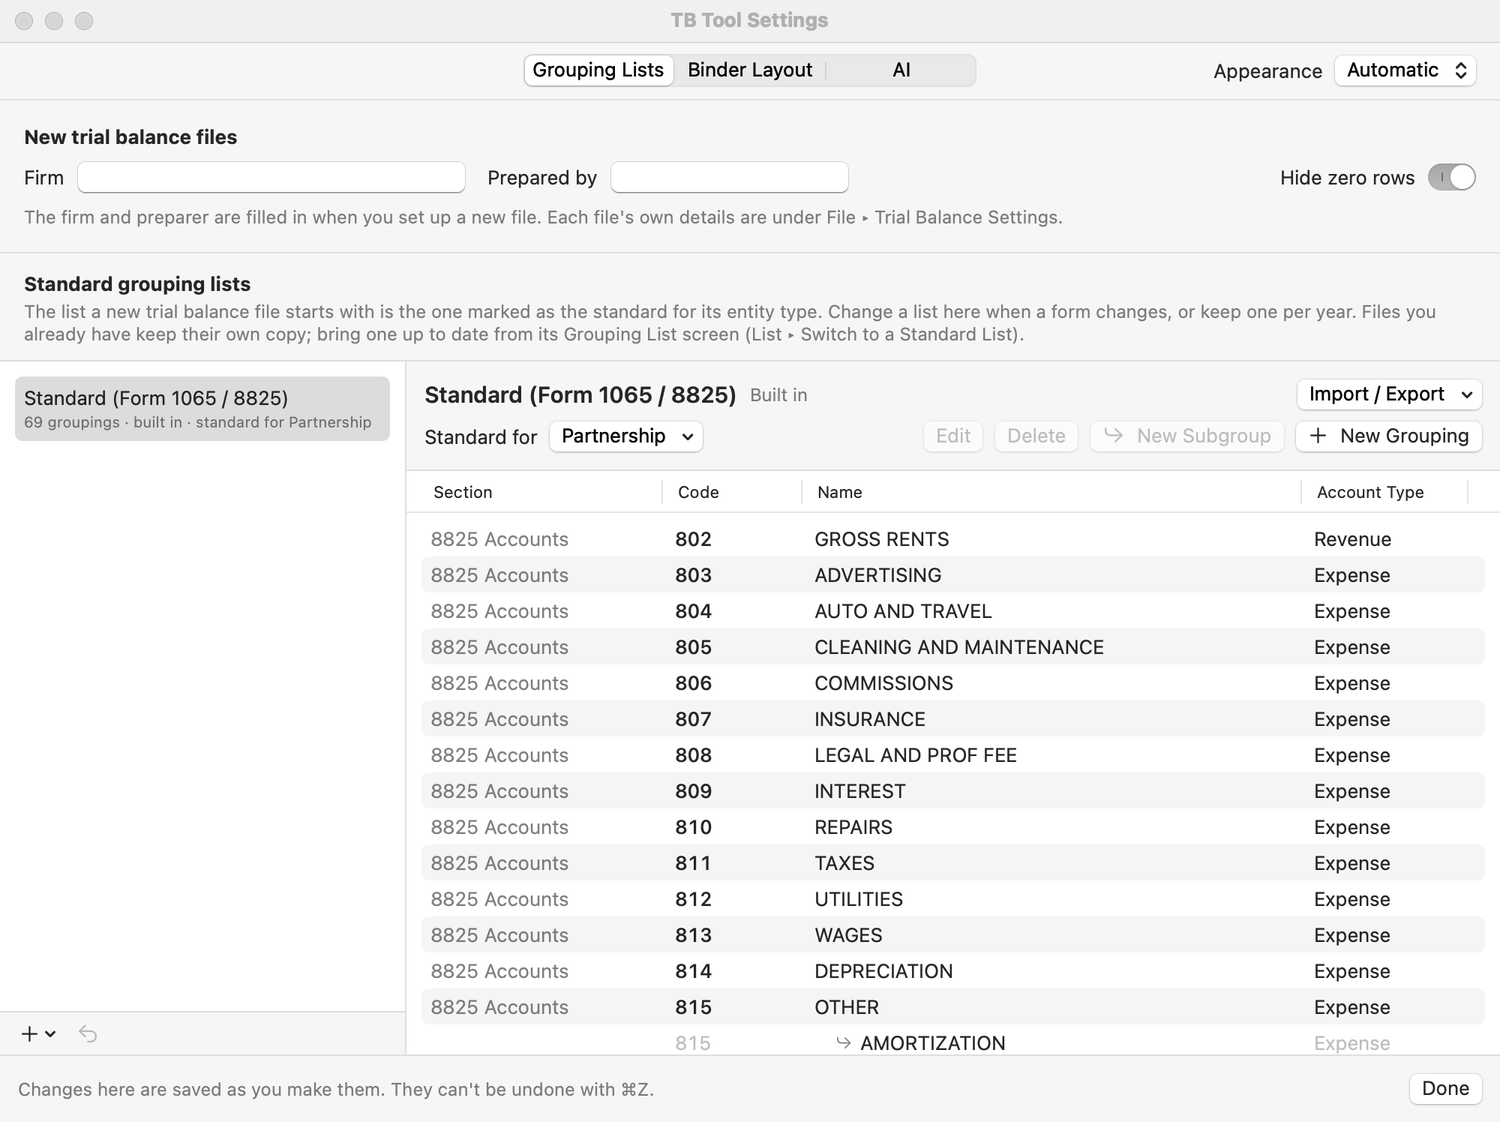 TB Tool Settings
Grouping Lists Binder Layout AI
Appearance Automatic
New trial balance files
Firm Prepared by Hide zero rows
The firm and preparer are filled in when you set up a new file. Each file's own details are under File ▸ Trial Balance Settings.
Standard grouping lists
The list a new trial balance file starts with is the one marked as the standard for its entity type. Change a list here when a form changes, or keep one per year. Files you
already have keep their own copy; bring one up to date from its Grouping List screen (List ▸ Switch to a Standard List).
Standard (Form 1065 / 8825)
69 groupings · built in · standard for Partnership
Standard (Form 1065 / 8825) Built in Import / Export
Standard for Partnership Edit Delete New Subgroup New Grouping
Section Code Name Account Type
8825 Accounts 802 GROSS RENTS Revenue
8825 Accounts 803 ADVERTISING Expense
8825 Accounts 804 AUTO AND TRAVEL Expense
8825 Accounts 805 CLEANING AND MAINTENANCE Expense
8825 Accounts 806 COMMISSIONS Expense
8825 Accounts 807 INSURANCE Expense
8825 Accounts 808 LEGAL AND PROF FEE Expense
8825 Accounts 809 INTEREST Expense
8825 Accounts 810 REPAIRS Expense
8825 Accounts 811 TAXES Expense
8825 Accounts 812 UTILITIES Expense
8825 Accounts 813 WAGES Expense
8825 Accounts 814 DEPRECIATION Expense
8825 Accounts 815 OTHER Expense
815 ↪ AMORTIZATION Expense
Changes here are saved as you make them. They can't be undone with ⌘Z.
Done